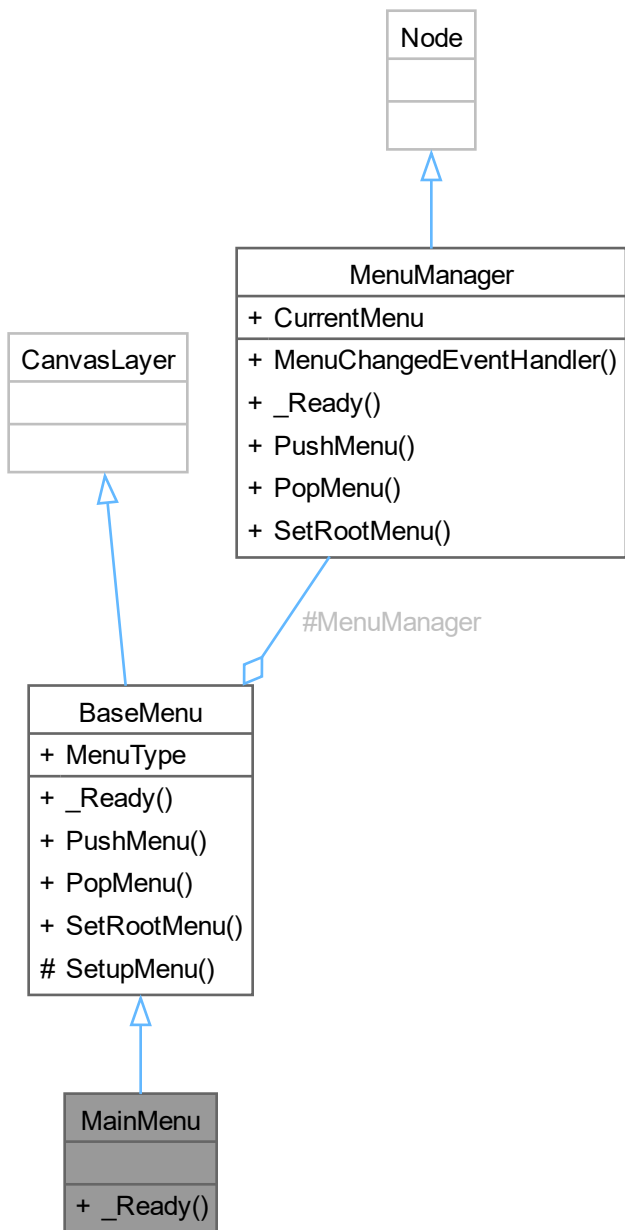 Node
MenuManager
+ CurrentMenu
+ MenuChangedEventHandler()
+ _Ready()
+ PushMenu()
+ PopMenu()
+ SetRootMenu()
CanvasLayer
#MenuManager
BaseMenu
+ MenuType
+ _Ready()
+ PushMenu()
+ PopMenu()
+ SetRootMenu()
# SetupMenu()
MainMenu
+ _Ready()